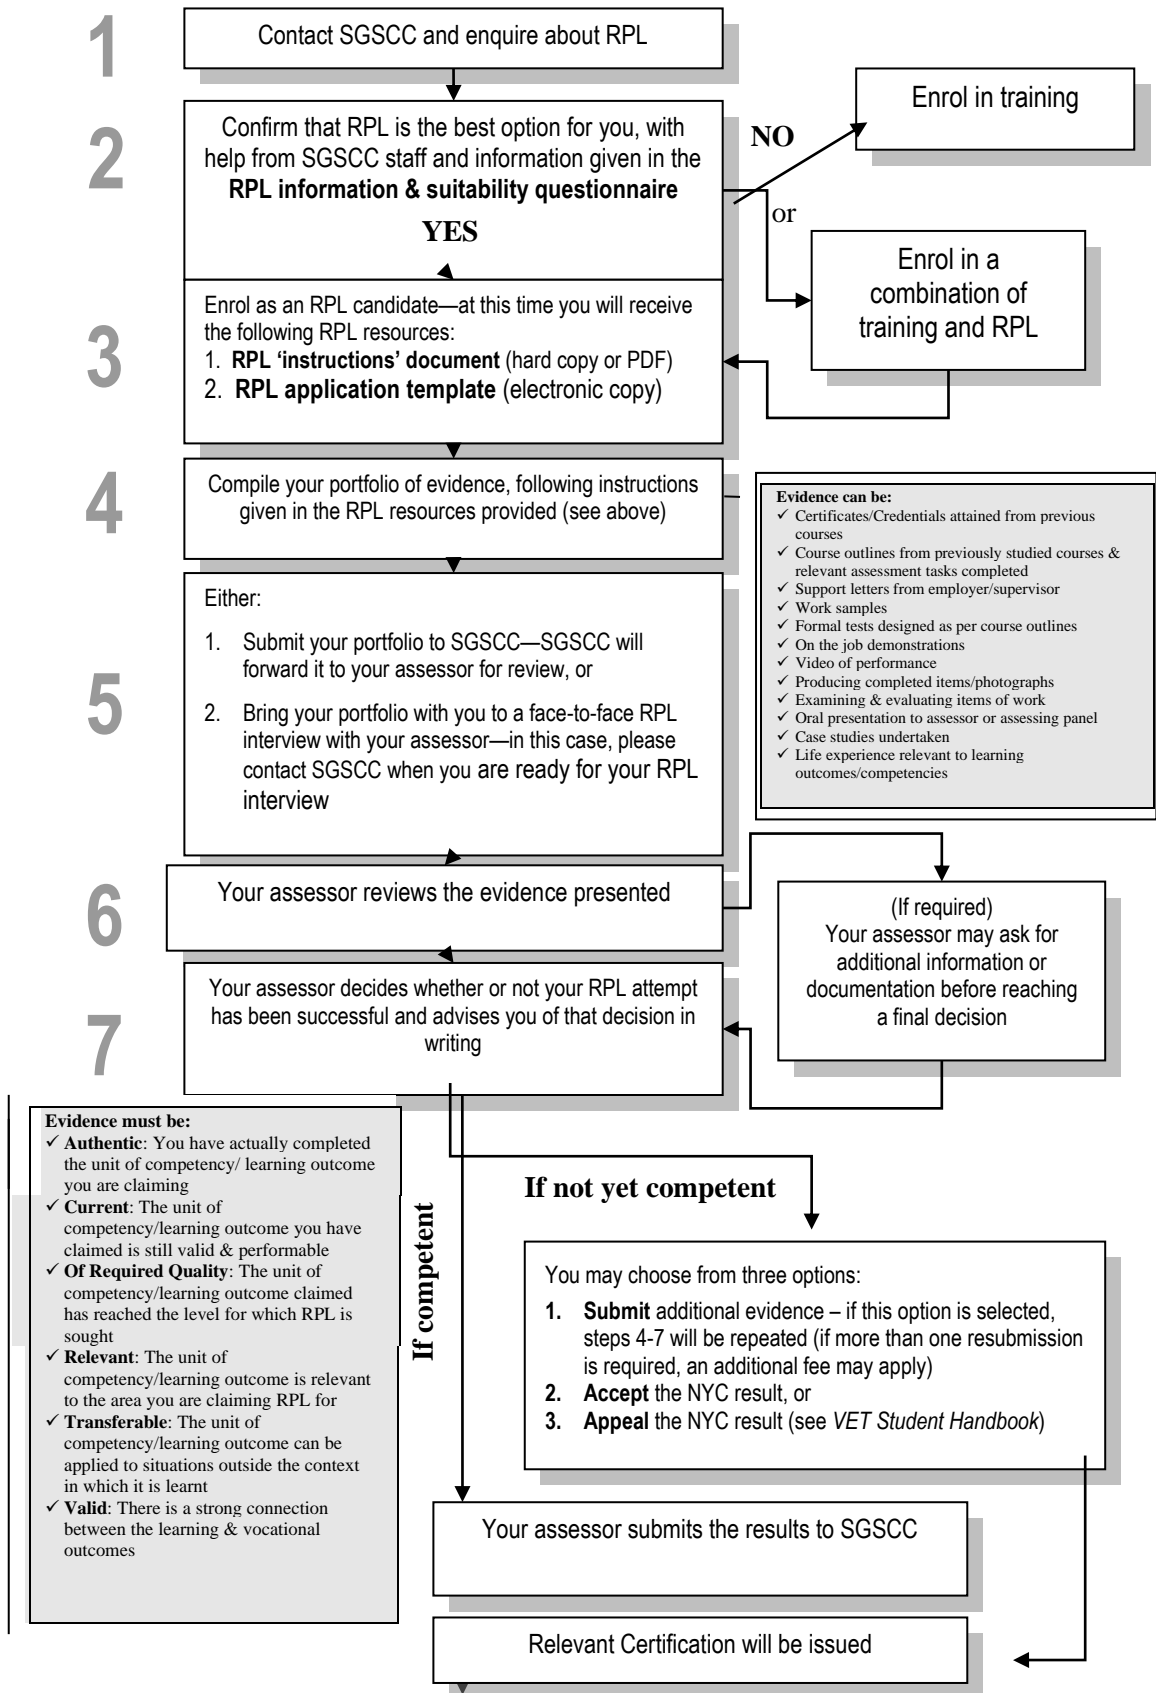 1
Contact SGSCC and enquire about RPL
2
Confirm that RPL is the best option for you, with
help from SGSCC staff and information given in the
RPL information & suitability questionnaire
YES
NO
Enrol in training
or
Enrol in a
combination of
training and RPL
3
Enrol as an RPL candidate—at this time you will receive
the following RPL resources:
1. RPL ‘instructions’ document (hard copy or PDF)
2. RPL application template (electronic copy)
4
Compile your portfolio of evidence, following instructions
given in the RPL resources provided (see above)
Evidence can be:
✓ Certificates/Credentials attained from previous
courses
✓ Course outlines from previously studied courses &
relevant assessment tasks completed
✓ Support letters from employer/supervisor
✓ Work samples
✓ Formal tests designed as per course outlines
✓ On the job demonstrations
✓ Video of performance
✓ Producing completed items/photographs
✓ Examining & evaluating items of work
✓ Oral presentation to assessor or assessing panel
✓ Case studies undertaken
✓ Life experience relevant to learning
outcomes/competencies
5
Either:
1. Submit your portfolio to SGSCC—SGSCC will
forward it to your assessor for review, or
2. Bring your portfolio with you to a face-to-face RPL
interview with your assessor—in this case, please
contact SGSCC when you are ready for your RPL
interview
6
Your assessor reviews the evidence presented
(If required)
Your assessor may ask for
additional information or
documentation before reaching
a final decision
7
Your assessor decides whether or not your RPL attempt
has been successful and advises you of that decision in
writing
Evidence must be:
✓ Authentic: You have actually completed
the unit of competency/ learning outcome
you are claiming
✓ Current: The unit of
competency/learning outcome you have
claimed is still valid & performable
✓ Of Required Quality: The unit of
competency/learning outcome claimed
has reached the level for which RPL is
sought
✓ Relevant: The unit of
competency/learning outcome is relevant
to the area you are claiming RPL for
✓ Transferable: The unit of
competency/learning outcome can be
applied to situations outside the context
in which it is learnt
✓ Valid: There is a strong connection
between the learning & vocational
outcomes
If competent
If not yet competent
You may choose from three options:
1. Submit additional evidence – if this option is selected,
steps 4-7 will be repeated (if more than one resubmission
is required, an additional fee may apply)
2. Accept the NYC result, or
3. Appeal the NYC result (see VET Student Handbook)
Your assessor submits the results to SGSCC
Relevant Certification will be issued